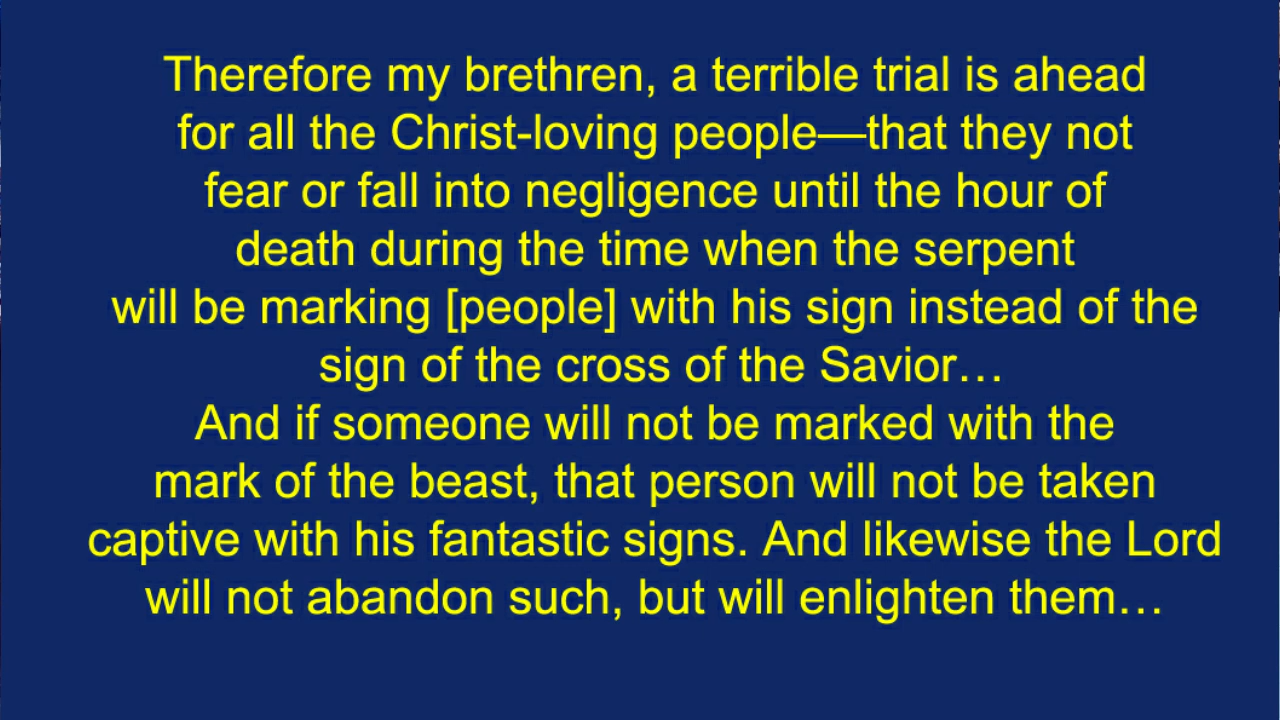 Therefore my brethren, a terrible trial is ahead
for all the Christ-loving people—that they not
fear or fall into negligence until the hour of
death during the time when the serpent
will be marking [people] with his sign instead of the
sign of the cross of the Savior…
And if someone will not be marked with the
mark of the beast, that person will not be taken
captive with his fantastic signs. And likewise the Lord
will not abandon such, but will enlighten them…